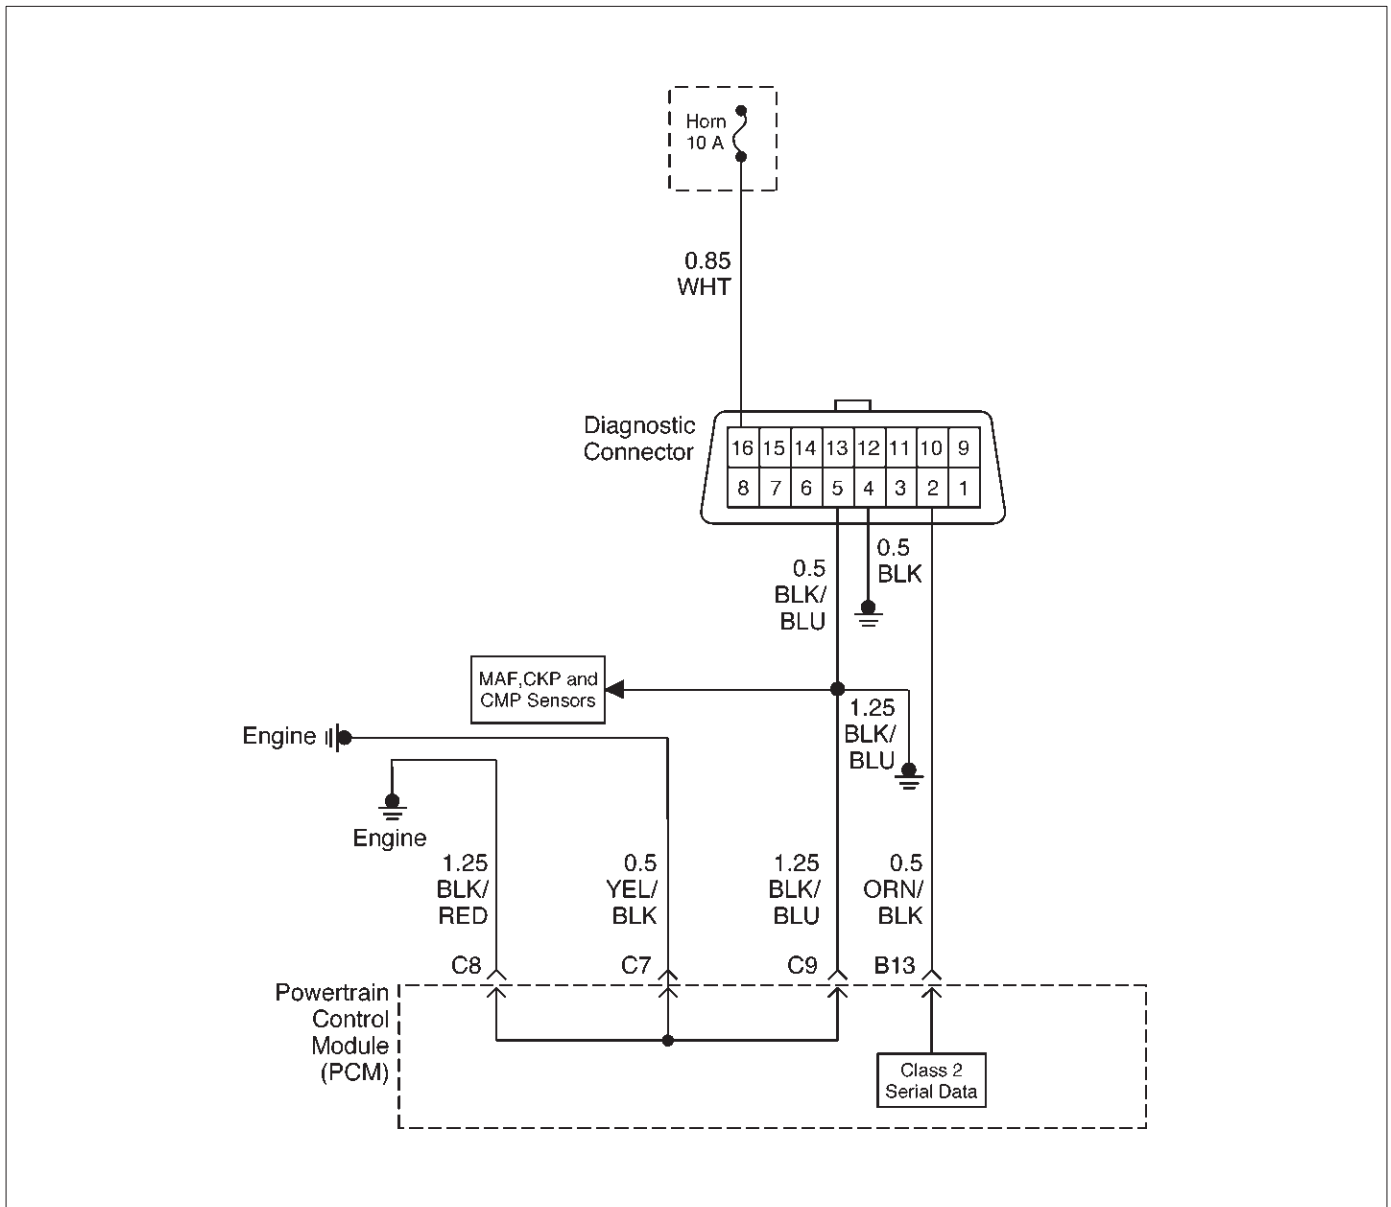 Horn
10 A
0.85
WHT
Diagnostic
Connector
16 15 14 13 12 11 10 9
8 7 6 5 4 3 2 1
0.5
BLK/
BLU
0.5
BLK
MAF,CKP and
CMP Sensors
1.25
BLK/
BLU
Engine
Engine
1.25
BLK/
RED
0.5
YEL/
BLK
1.25
BLK/
BLU
0.5
ORN/
BLK
C8 C7 C9 B13
Powertrain
Control
Module
(PCM)
Class 2
Serial Data